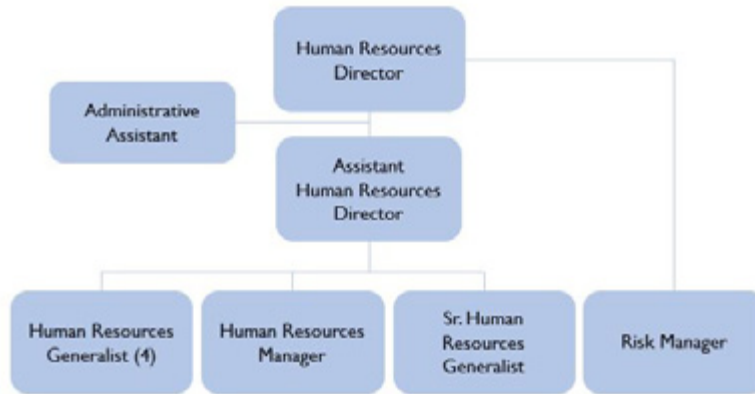 Human Resources
Director
Administrative
Assistant
Assistant
Human Resources
Director
Human Resources
Generalist (4)
Human Resources
Manager
Sr. Human
Resources
Generalist
Risk Manager